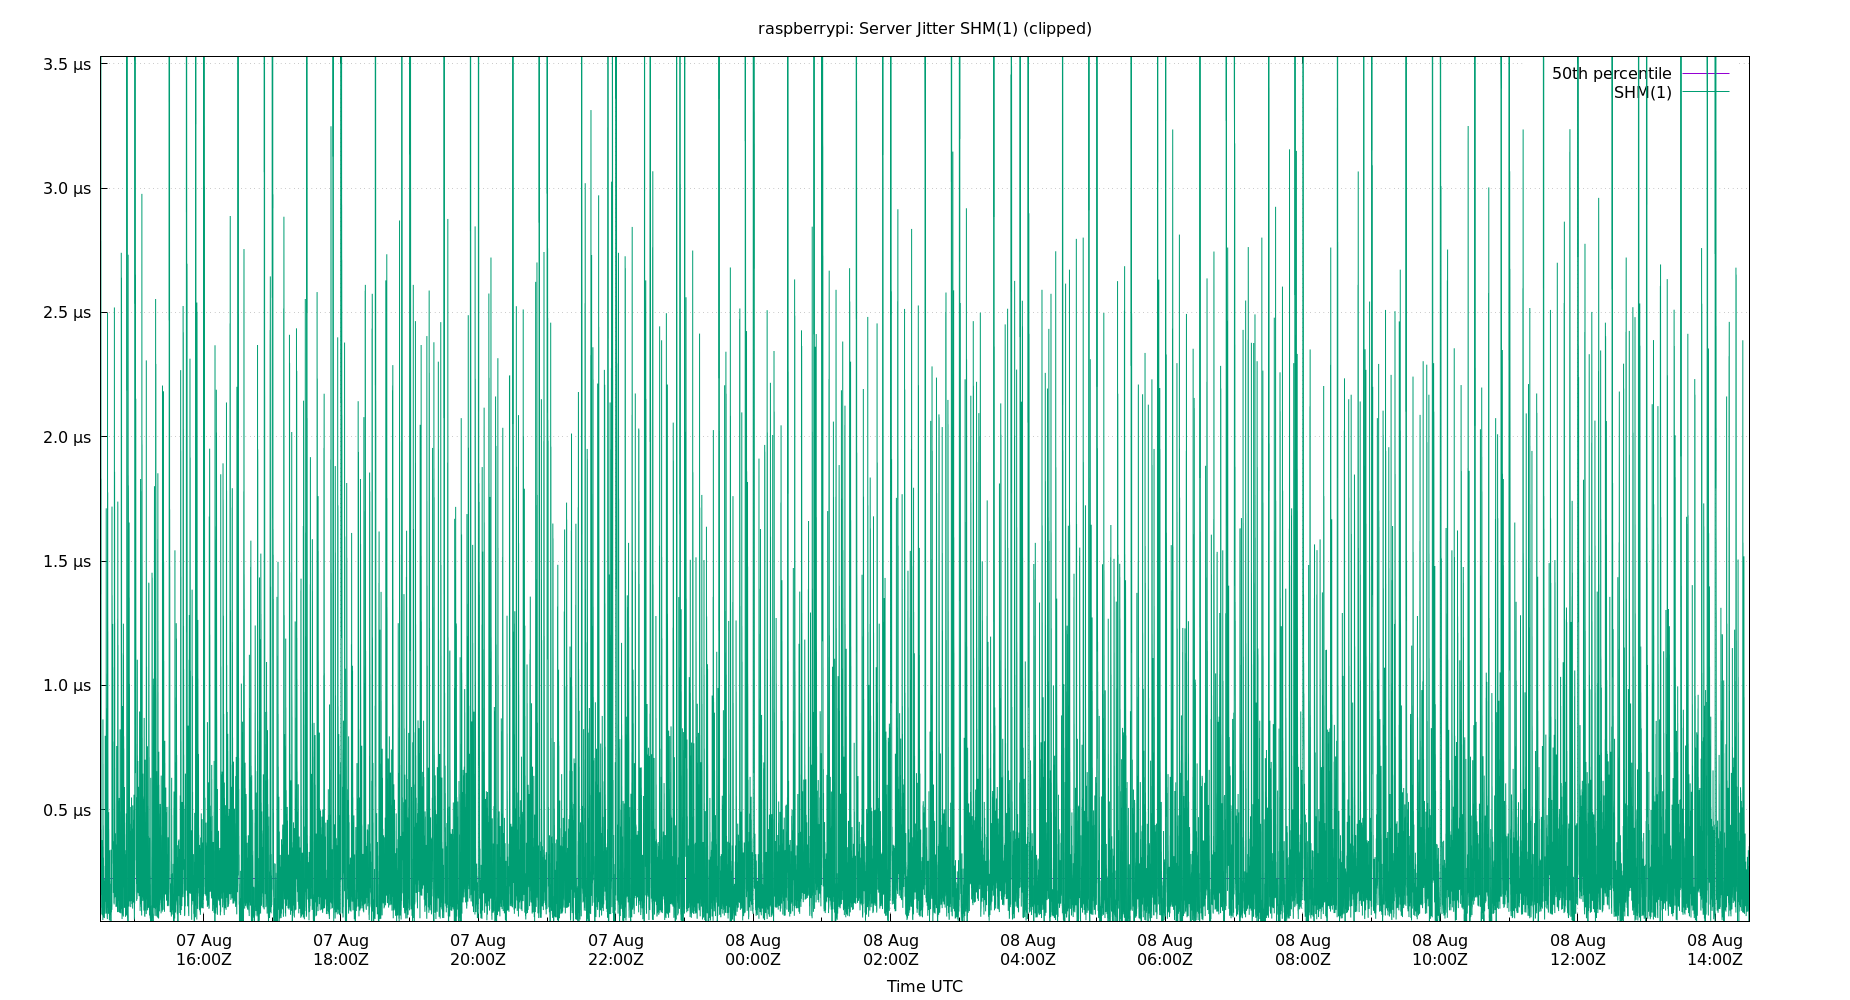 raspberrypi: Server Jitter SHM(1) (clipped)
3.5 µs
3.0 µs
2.5 µs
2.0 µs
1.5 µs
1.0 µs
0.5 µs
50th percentile
SHM(1)
07 Aug 07 Aug 07 Aug 07 Aug 08 Aug 08 Aug 08 Aug 08 Aug 08 Aug 08 Aug 08 Aug 08 Aug
16:00Z 18:00Z 20:00Z 22:00Z 00:00Z 02:00Z 04:00Z 06:00Z 08:00Z 10:00Z 12:00Z 14:00Z
Time UTC